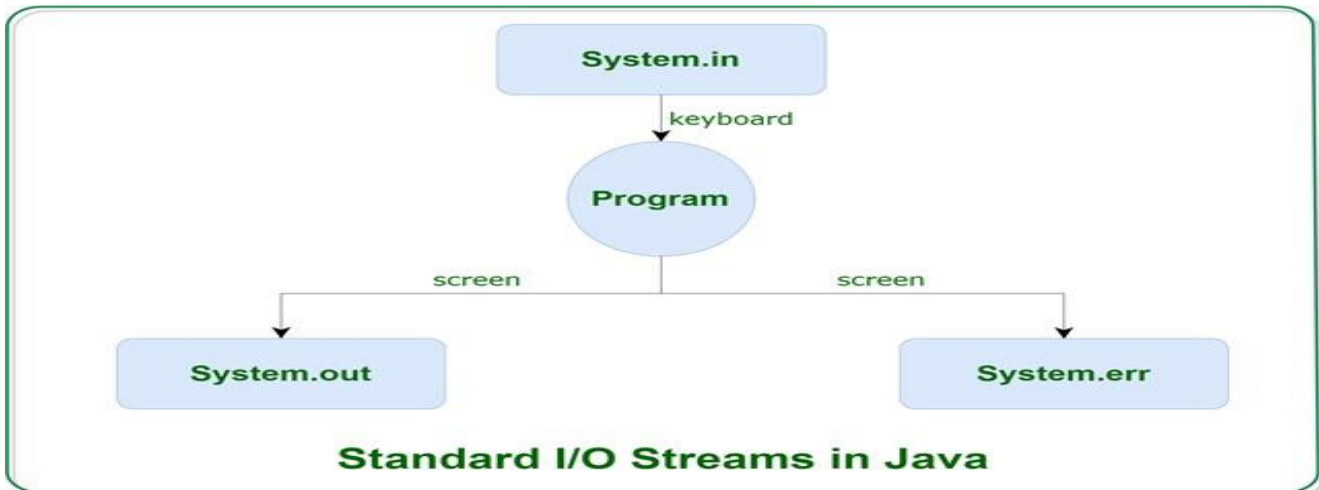 System.in
keyboard
Program
screen screen
System.out System.err
Standard I/O Streams in Java